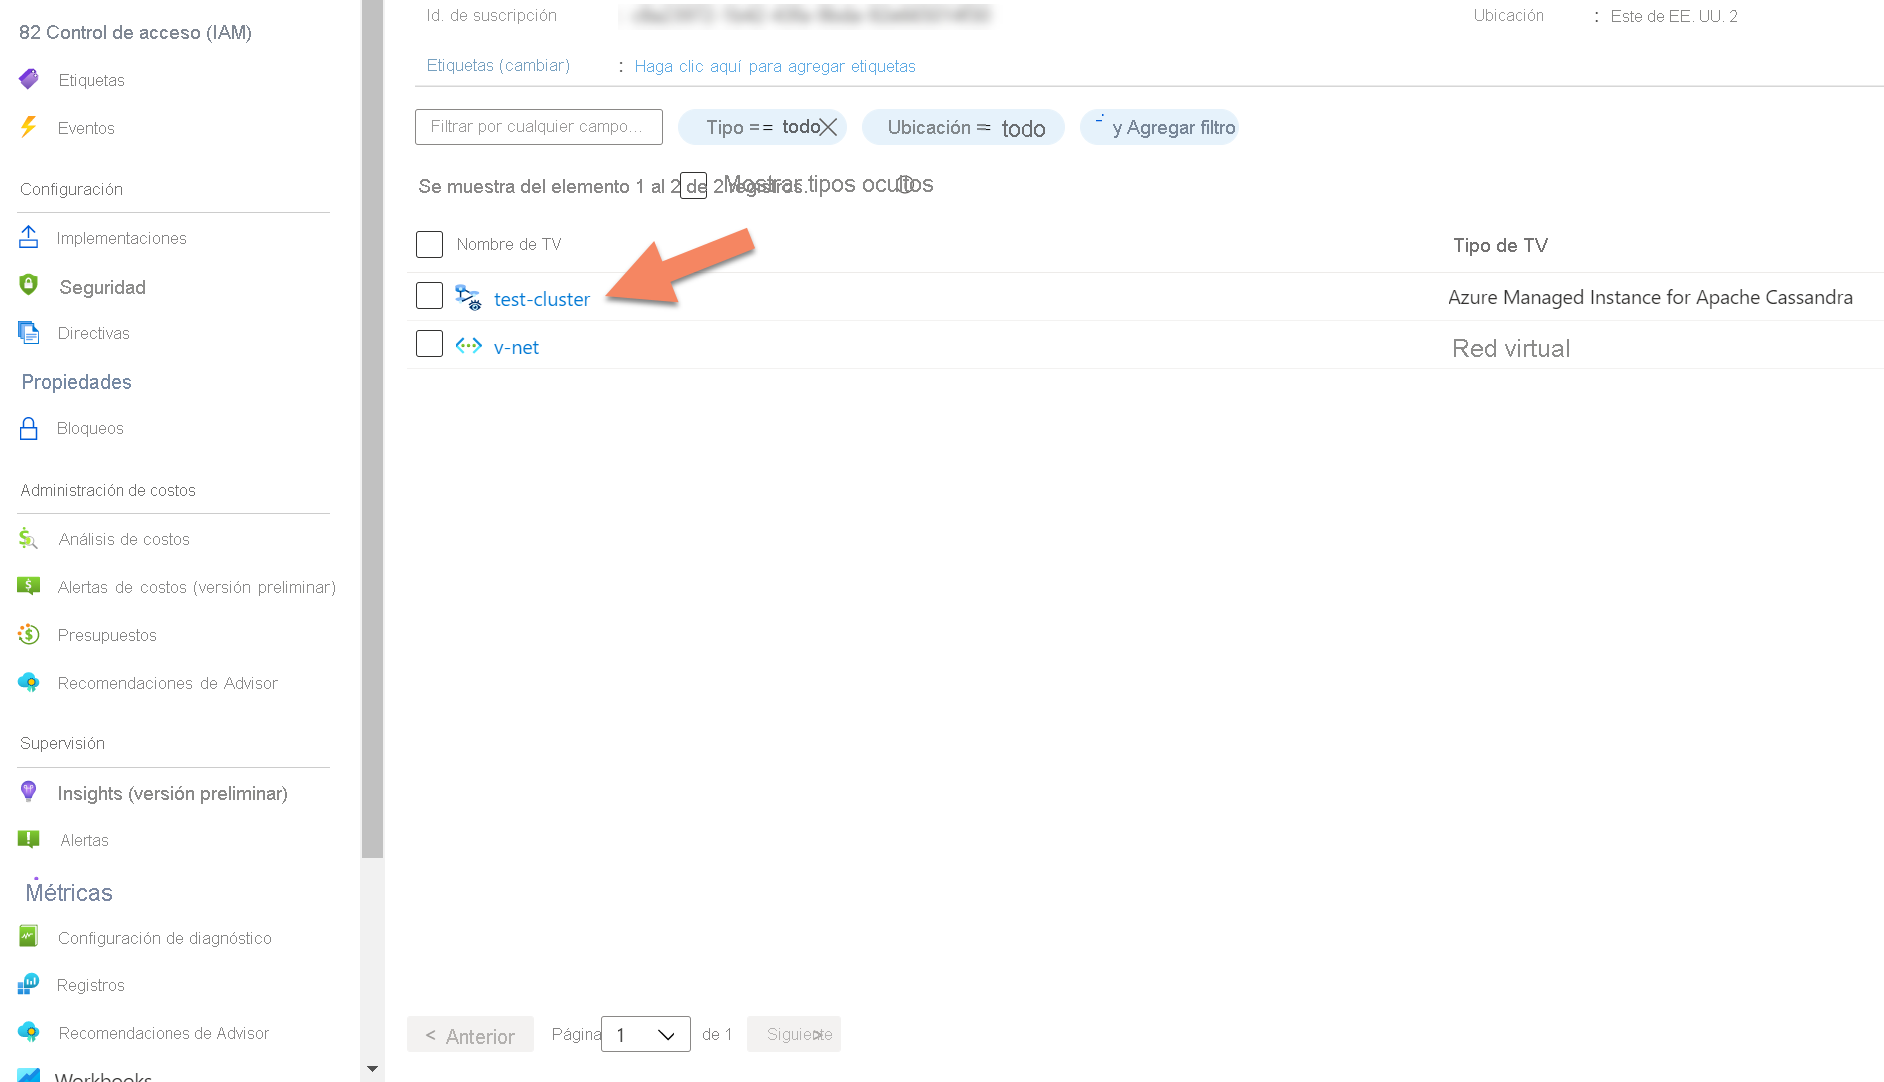 82 Control de acceso (IAM)
Etiquetas
Eventos
Configuración
Implementaciones
Seguridad
Directivas
Propiedades
Bloqueos
Administración de costos
Análisis de costos
Alertas de costos (versión preliminar)
Presupuestos
Recomendaciones de Advisor
Supervisión
Insights (versión preliminar)
Alertas
Métricas
Configuración de diagnóstico
Registros
Recomendaciones de Advisor
Workbooks
Id. de suscripción :
Ubicación : Este de EE. UU. 2
Etiquetas (cambiar) : Haga clic aquí para agregar etiquetas
Filtrar por cualquier campo...
Tipo == todo
Ubicación == todo
y Agregar filtro
Se muestra del elemento 1 al 2 de 2 registros.
Mostrar tipos ocultos
Nombre de TV Tipo de TV
test-cluster Azure Managed Instance for Apache Cassandra
v-net Red virtual
< Anterior Página 1 de 1 Siguiente >